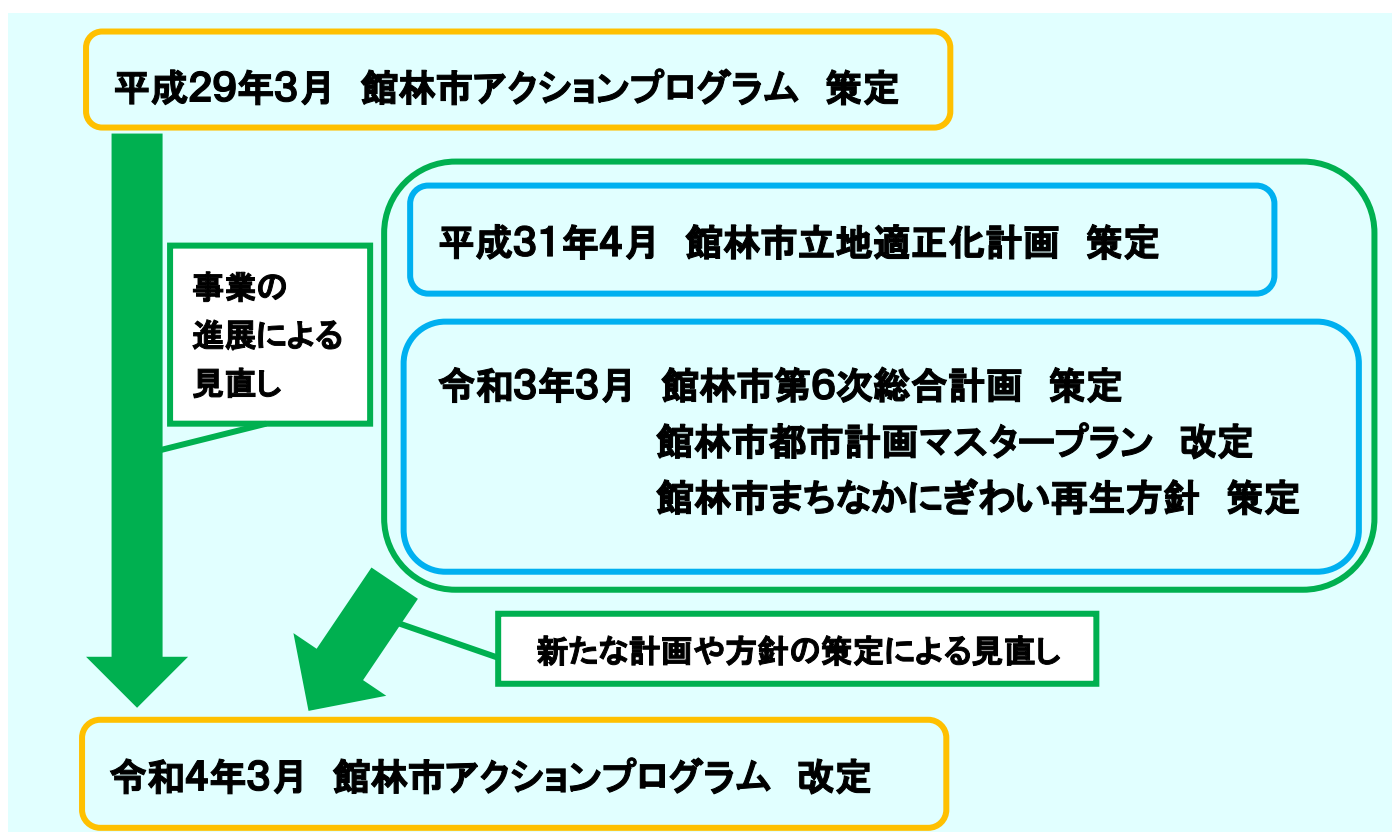 平成29年3月　館林市アクションプログラム　策定
平成31年4月　館林市立地適正化計画　策定
事業の
進展による
見直し
令和3年3月　館林市第6次総合計画　策定
館林市都市計画マスタープラン　改定
館林市まちなかにぎわい再生方針　策定
新たな計画や方針の策定による見直し
令和4年3月　館林市アクションプログラム　改定